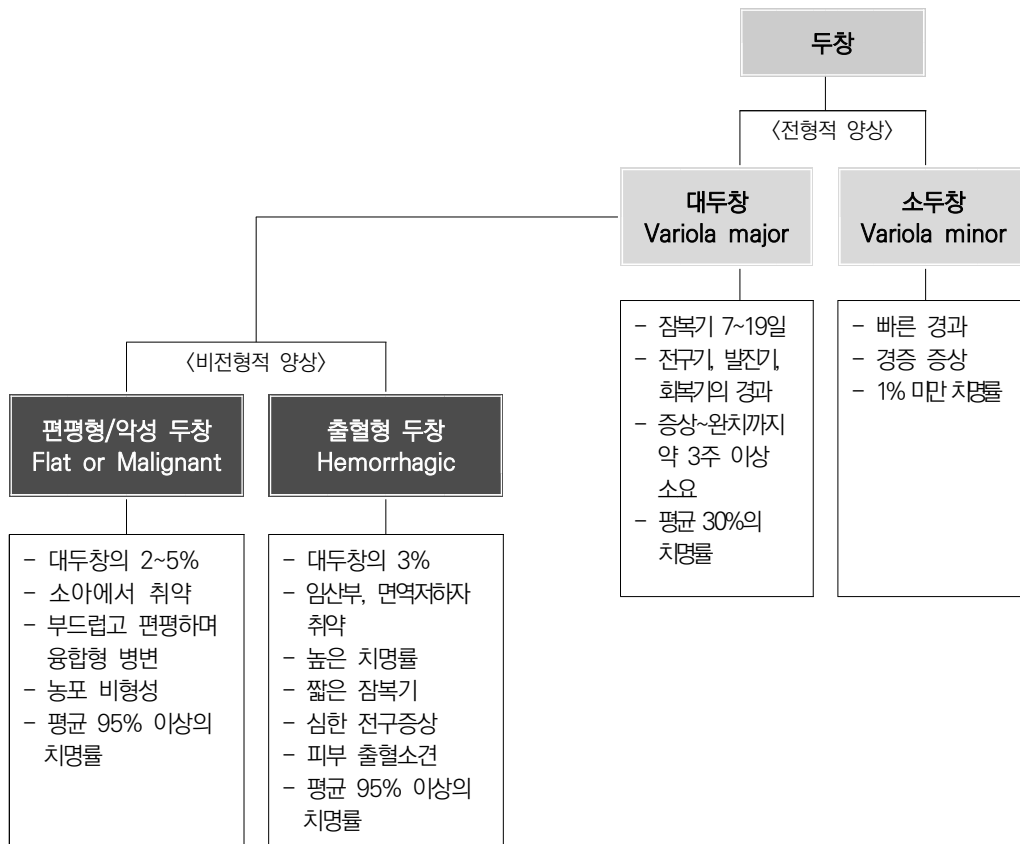 두창
〈전형적 양상〉
대두창
Variola major
소두창
Variola minor
- 잠복기 7~19일
- 전구기, 발진기,
회복기의 경과
- 증상~완치까지
약 3주 이상
소요
- 평균 30%의
치명률
- 빠른 경과
- 경증 증상
- 1% 미만 치명률
〈비전형적 양상〉
편평형/악성 두창
Flat or Malignant
출혈형 두창
Hemorrhagic
- 대두창의 2~5%
- 소아에서 취약
- 부드럽고 편평하며
융합형 병변
- 농포 비형성
- 평균 95% 이상의
치명률
- 대두창의 3%
- 임산부, 면역저하자
취약
- 높은 치명률
- 짧은 잠복기
- 심한 전구증상
- 피부 출혈소견
- 평균 95% 이상의
치명률